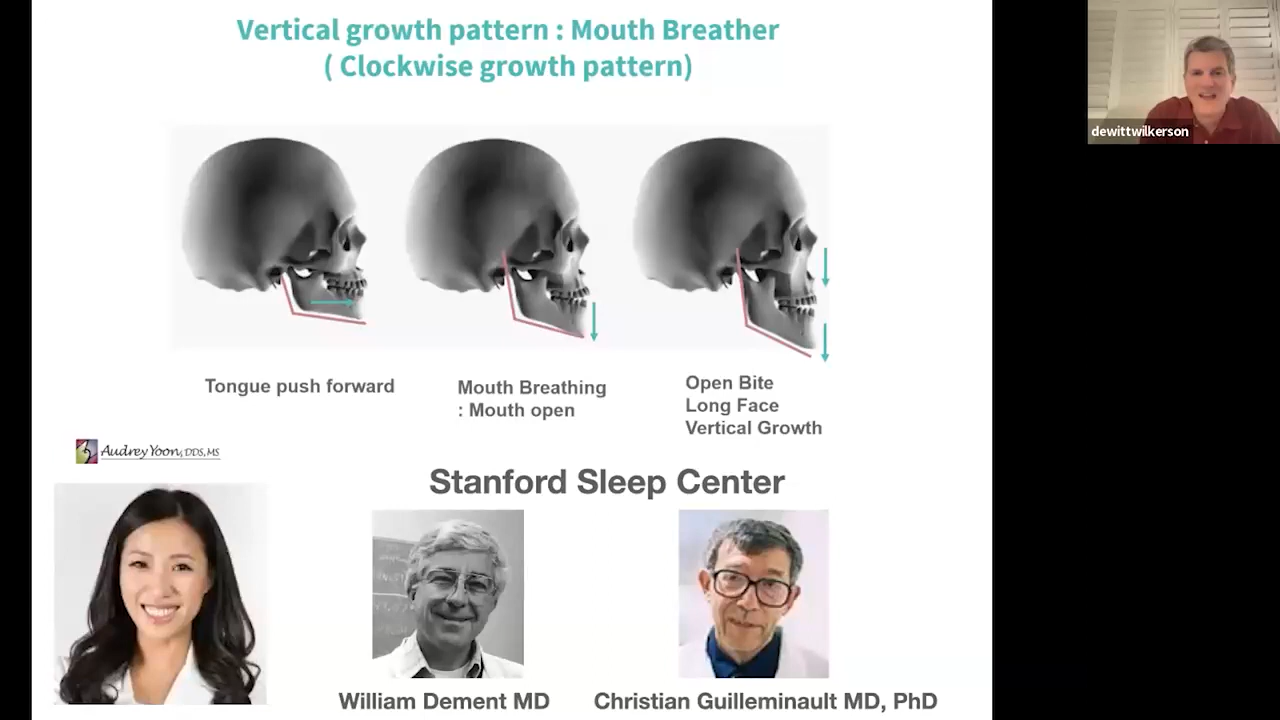 Vertical growth pattern : Mouth Breather
( Clockwise growth pattern)
dewittwilkerson
Tongue push forward
Mouth Breathing
: Mouth open
Open Bite
Long Face
Vertical Growth
Audrey Yoon, DDS, MS
Stanford Sleep Center
William Dement MD
Christian Guilleminault MD, PhD